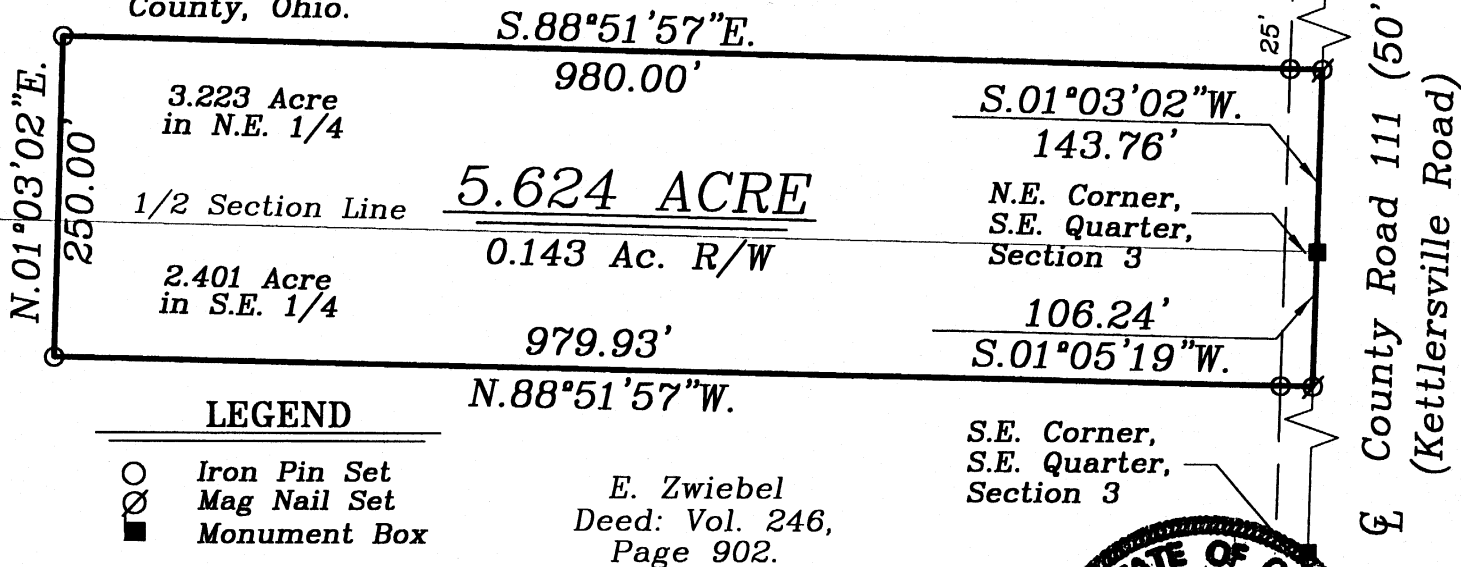 County, Ohio.
S.88°51'57"E.
980.00'
25'
N.01°03'02"E.
250.00'
3.223 Acre
in N.E. 1/4
S.01°03'02"W.
143.76'
1/2 Section Line
5.624 ACRE
0.143 Ac. R/W
N.E. Corner,
S.E. Quarter,
Section 3
2.401 Acre
in S.E. 1/4
106.24'
S.01°05'19"W.
979.93'
N.88°51'57"W.
℄ County Road 111 (50'
(Kettlersville Road)
LEGEND
Iron Pin Set
Mag Nail Set
Monument Box
E. Zwiebel
Deed: Vol. 246,
Page 902.
S.E. Corner,
S.E. Quarter,
Section 3
OF